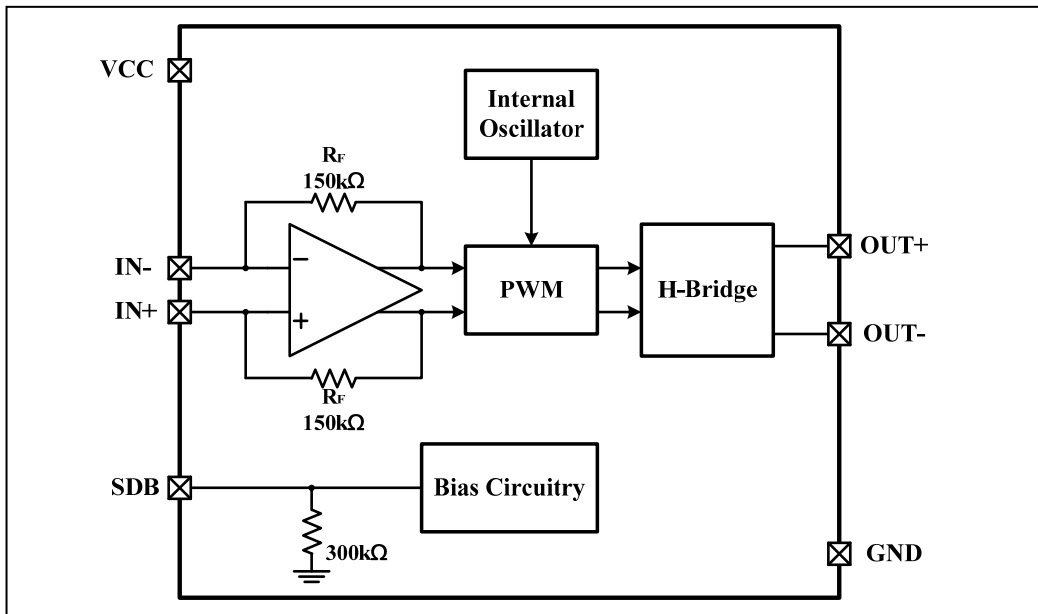 VCC
Internal
Oscillator
RF
150kΩ
IN-
IN+
−
+
PWM
H-Bridge
OUT+
OUT-
RF
150kΩ
SDB
Bias Circuitry
300kΩ
GND